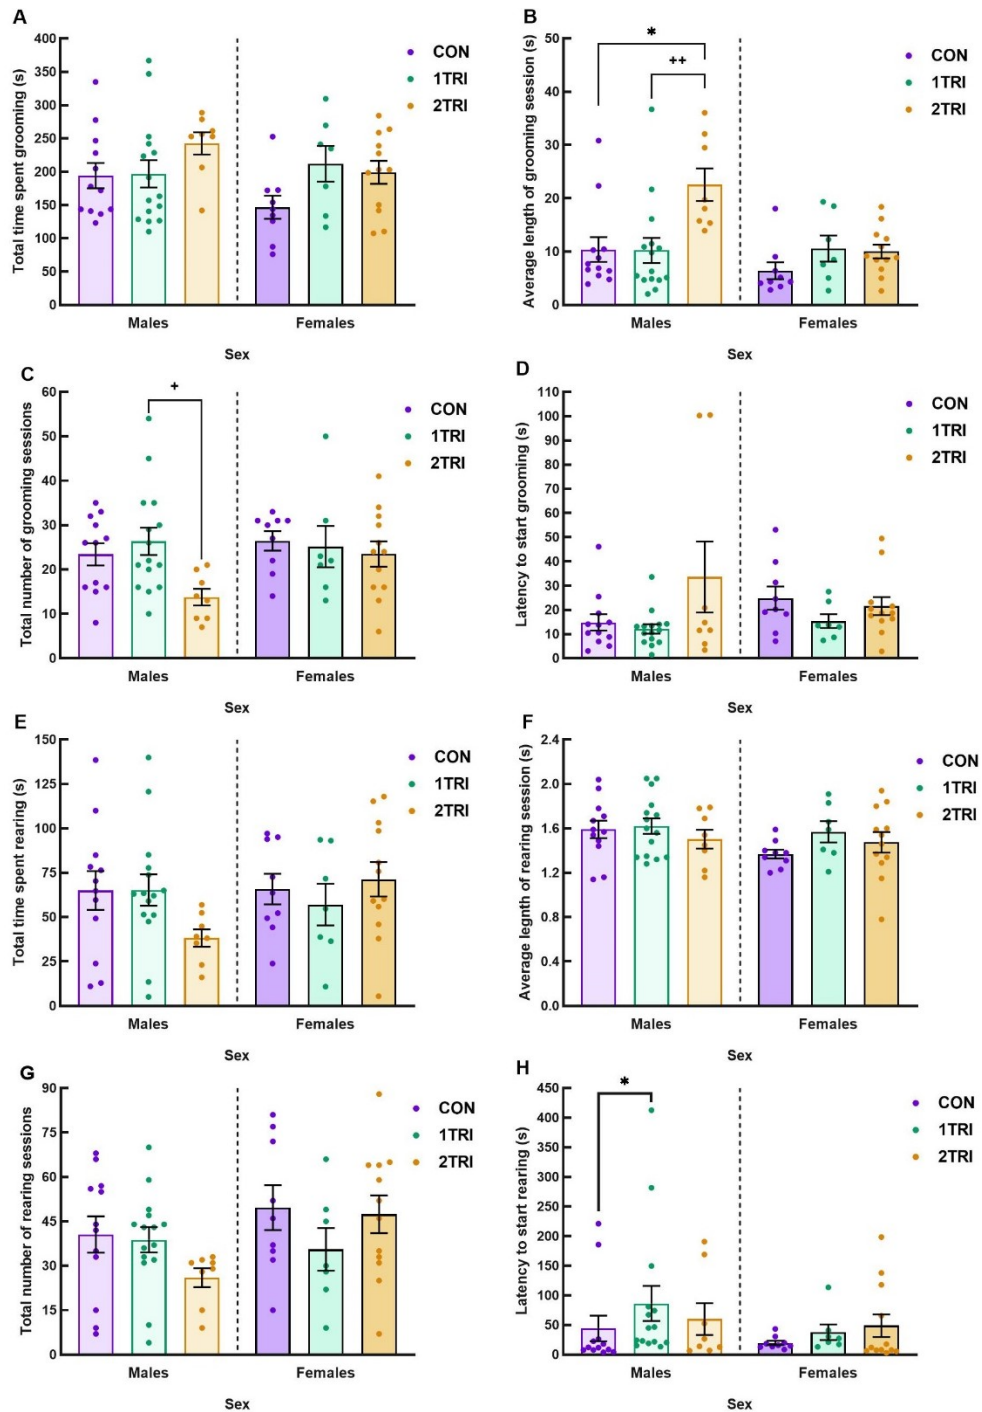 A
Total time spent grooming (s)
400
350
300
250
200
150
100
50
0
CON
1TRI
2TRI
Males
Females
Sex
B
Average length of grooming session (s)
50
40
30
20
10
0
*
++
CON
1TRI
2TRI
Males
Females
Sex
C
Total number of grooming sessions
60
50
40
30
20
10
0
+
CON
1TRI
2TRI
Males
Females
Sex
D
Latency to start grooming (s)
110
100
90
80
70
60
50
40
30
20
10
0
CON
1TRI
2TRI
Males
Females
Sex
E
Total time spent rearing (s)
150
125
100
75
50
25
0
CON
1TRI
2TRI
Males
Females
Sex
F
Average legnth of rearing session (s)
2.4
2.0
1.6
1.2
0.8
0.4
0.0
CON
1TRI
2TRI
Males
Females
Sex
G
Total number of rearing sessions
90
75
60
45
30
15
0
CON
1TRI
2TRI
Males
Females
Sex
H
Latency to start rearing (s)
450
400
350
300
250
200
150
100
50
0
*
CON
1TRI
2TRI
Males
Females
Sex